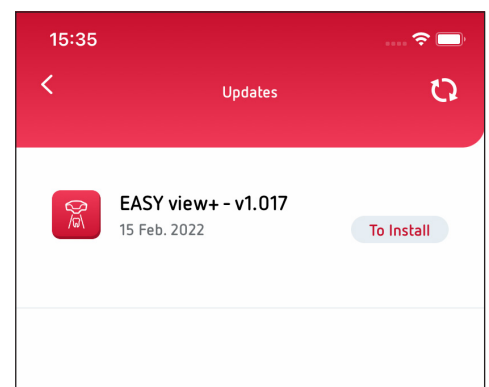 15:35
Updates
EASY view+ - v1.017
15 Feb. 2022
To Install